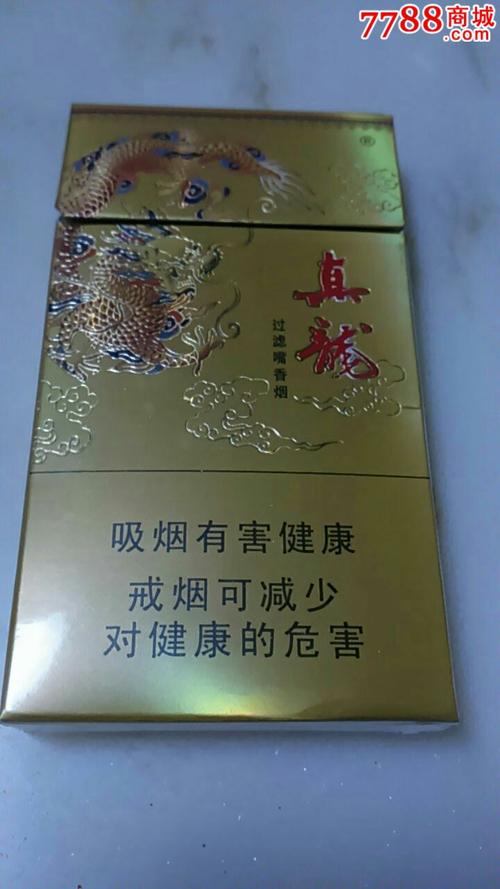 7788商城
.com
®
真龍
过滤嘴香烟
吸烟有害健康
戒烟可减少
对健康的危害